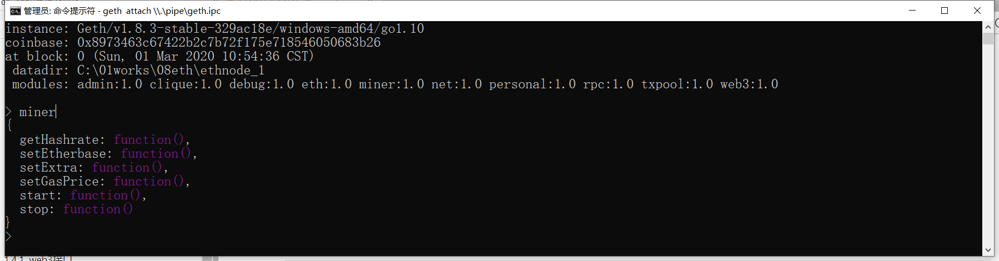 管理员: 命令提示符 - geth  attach \\.\pipe\geth.ipc
instance: Geth/v1.8.3-stable-329ac18e/windows-amd64/go1.10
coinbase: 0x8973463c67422b2c7b72f175e718546050683b26
at block: 0 (Sun, 01 Mar 2020 10:54:36 CST)
 datadir: C:\01works\08eth\ethnode_1
 modules: admin:1.0 clique:1.0 debug:1.0 eth:1.0 miner:1.0 net:1.0 personal:1.0 rpc:1.0 txpool:1.0 web3:1.0
> miner
{
  getHashrate: function(),
  setEtherbase: function(),
  setExtra: function(),
  setGasPrice: function(),
  start: function(),
  stop: function()
}
>